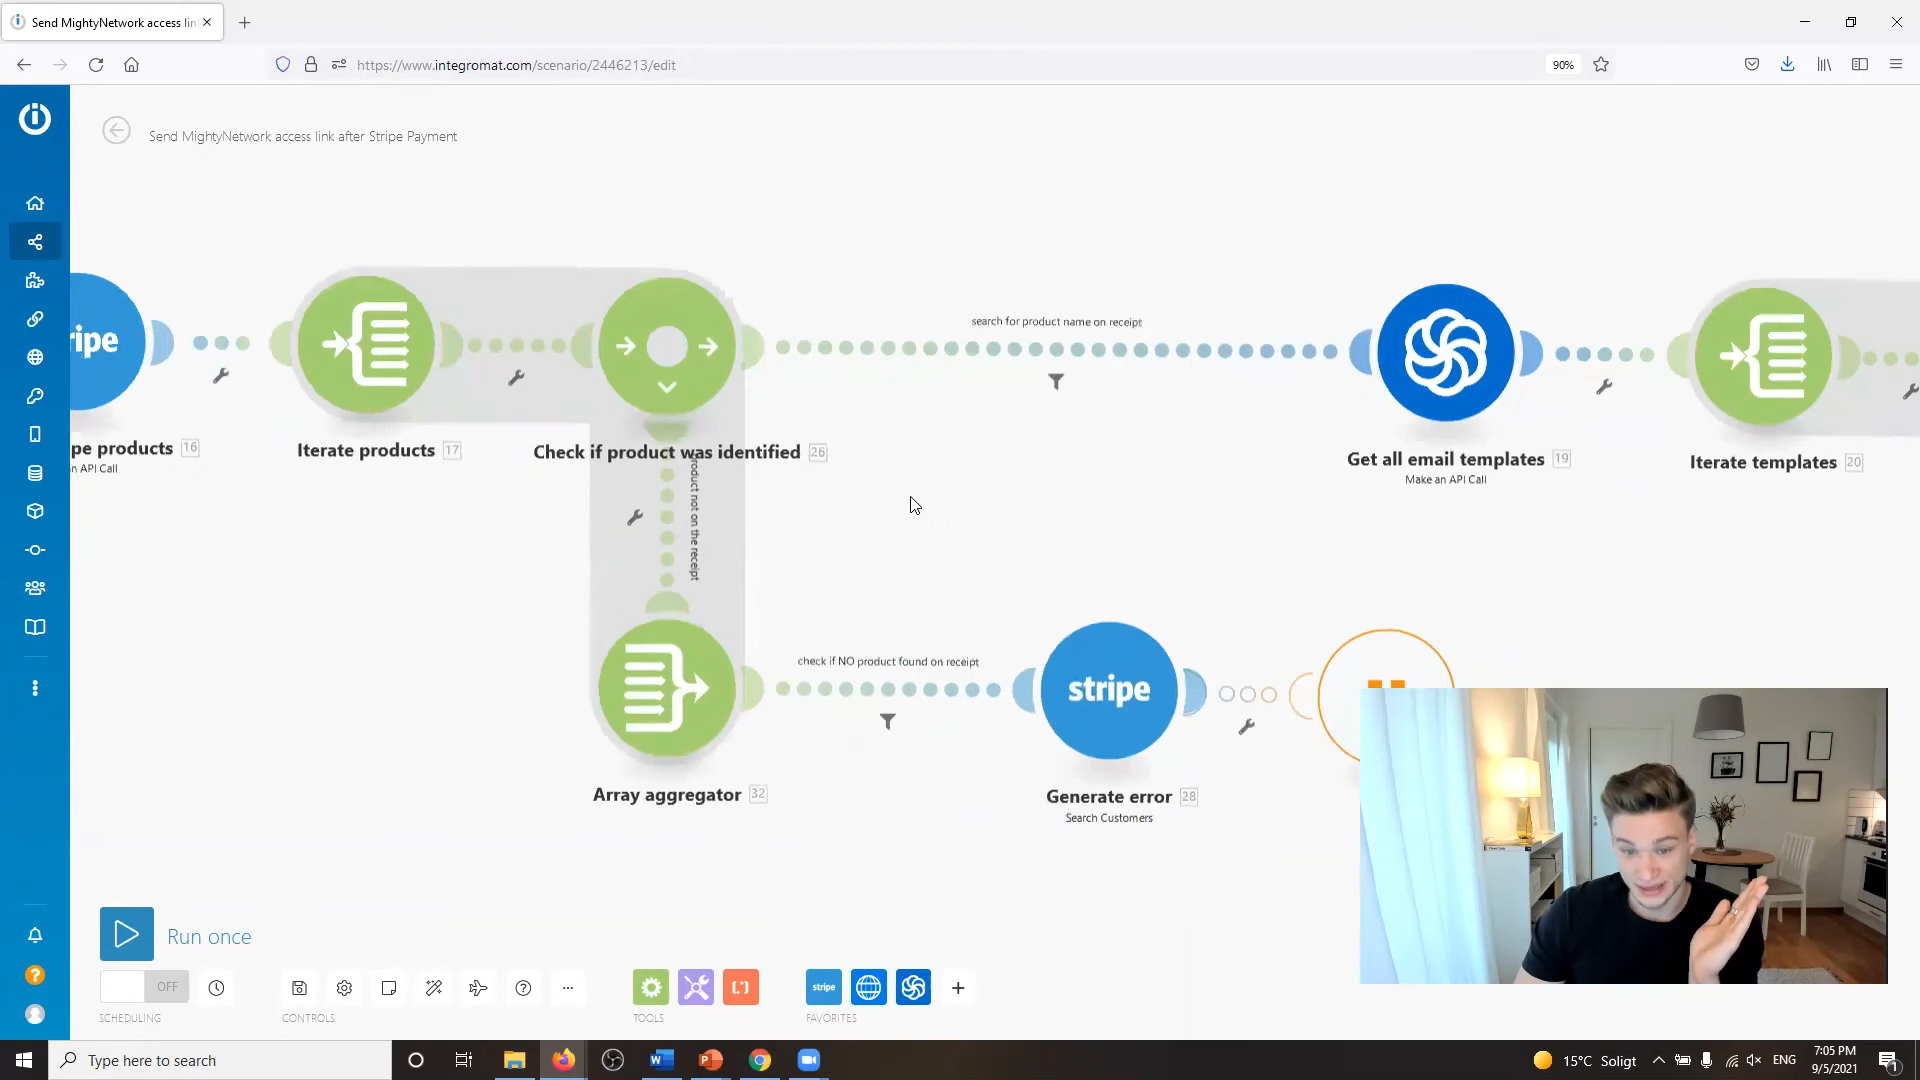 Send MightyNetwork access lin
https://www.integromat.com/scenario/2446213/edit
90%
Send MightyNetwork access link after Stripe Payment
search for product name on receipt
ripe
pe products 16
n API Call
Iterate products 17
Check if product was identified 26
Get all email templates 19
Make an API Call
Iterate templates 20
product not on the receipt
check if NO product found on receipt
stripe
Array aggregator 32
Generate error 28
Search Customers
Run once
OFF
stripe
SCHEDULING
CONTROLS
TOOLS
FAVORITES
Type here to search
15°C Soligt
ENG
7:05 PM
9/5/2021
1